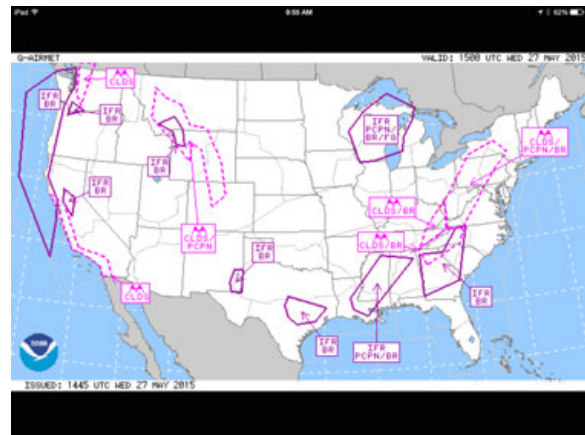 iPad
9:55 AM
62%
G-AIRMET
VALID: 1500 UTC WED 27 MAY 2015
CLDS
IFR
BR
IFR
BR
IFR
BR
IFR
PCPN/
BR/FG
CLDS/
PCPN/BR
IFR
BR
CLDS/BR
CLDS
PCPN
CLDS/BR
IFR
BR
CLDS
IFR
BR
IFR
BR
IFR
PCPN/BR
NOAA
ISSUED: 1445 UTC WED 27 MAY 2015